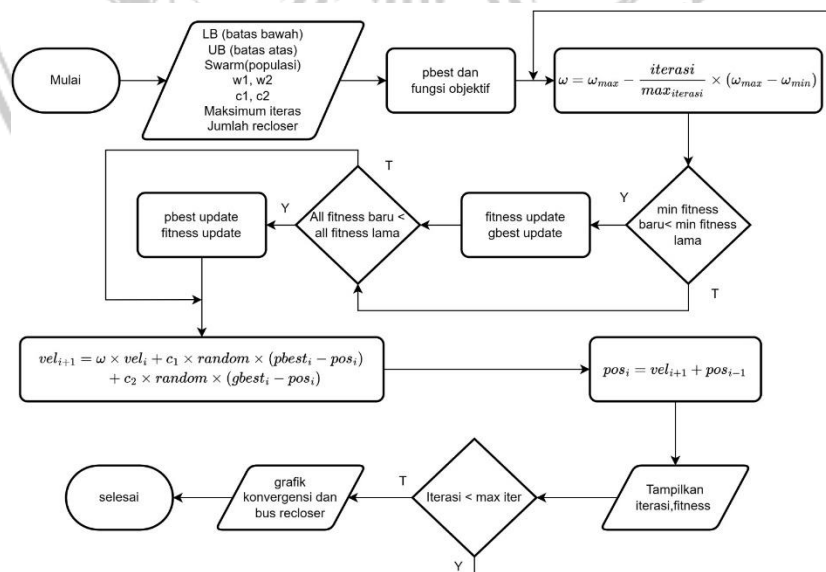 Mulai
LB (batas bawah)
UB (batas atas)
Swarm(populasi)
w1, w2
c1, c2
Maksimum iteras
Jumlah recloser
pbest dan
fungsi objektif
ω = ω_max − iterasi/max_iterasi × (ω_max − ω_min)
min fitness
baru< min fitness
lama
Y
T
fitness update
gbest update
All fitness baru <
all fitness lama
Y
T
pbest update
fitness update
vel_{i+1} = ω × vel_i + c_1 × random × (pbest_i − pos_i)
+ c_2 × random × (gbest_i − pos_i)
pos_i = vel_{i+1} + pos_{i−1}
Tampilkan
iterasi,fitness
Iterasi < max iter
T
Y
grafik
konvergensi dan
bus recloser
selesai